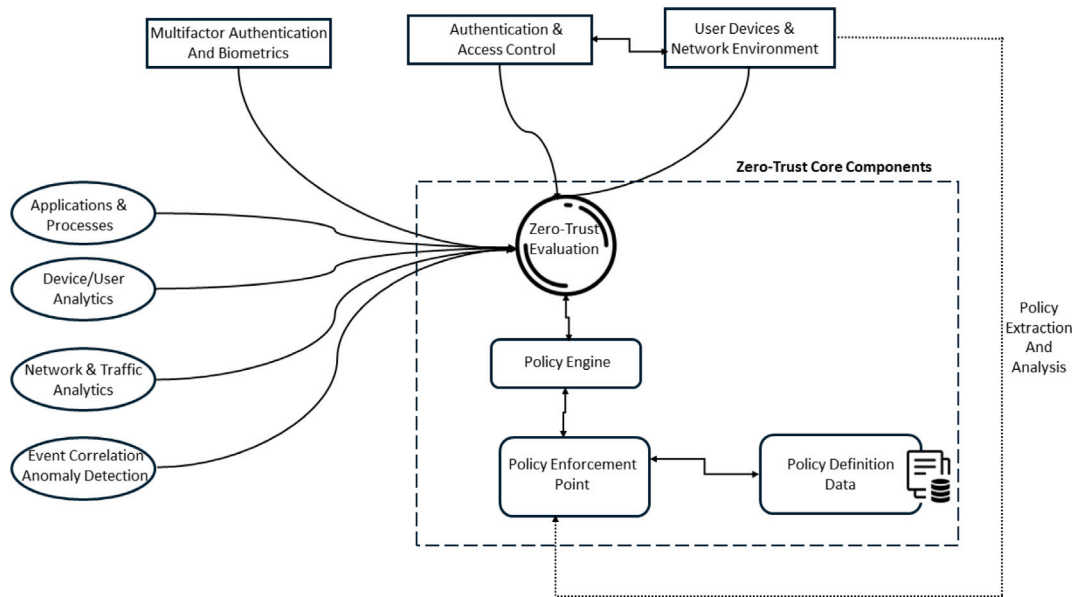 Multifactor Authentication
And Biometrics
Authentication &
Access Control
User Devices &
Network Environment
Zero-Trust Core Components
Applications &
Processes
Zero-Trust
Evaluation
Device/User
Analytics
Policy
Extraction
And
Analysis
Policy Engine
Network & Traffic
Analytics
Event Correlation
Anomaly Detection
Policy Enforcement
Point
Policy Definition
Data